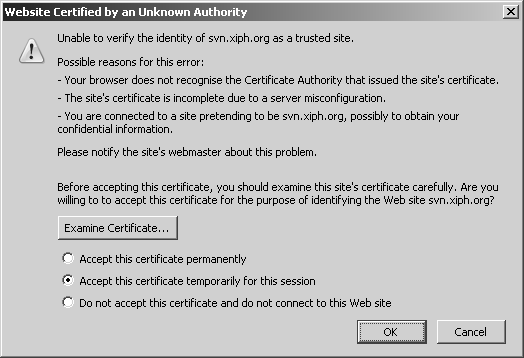 Website Certified by an Unknown Authority
Unable to verify the identity of svn.xiph.org as a trusted site.
Possible reasons for this error:
- Your browser does not recognise the Certificate Authority that issued the site's certificate.
- The site's certificate is incomplete due to a server misconfiguration.
- You are connected to a site pretending to be svn.xiph.org, possibly to obtain your
confidential information.
Please notify the site's webmaster about this problem.
Before accepting this certificate, you should examine this site's certificate carefully. Are you
willing to to accept this certificate for the purpose of identifying the Web site svn.xiph.org?
Examine Certificate...
Accept this certificate permanently
Accept this certificate temporarily for this session
Do not accept this certificate and do not connect to this Web site
OK Cancel